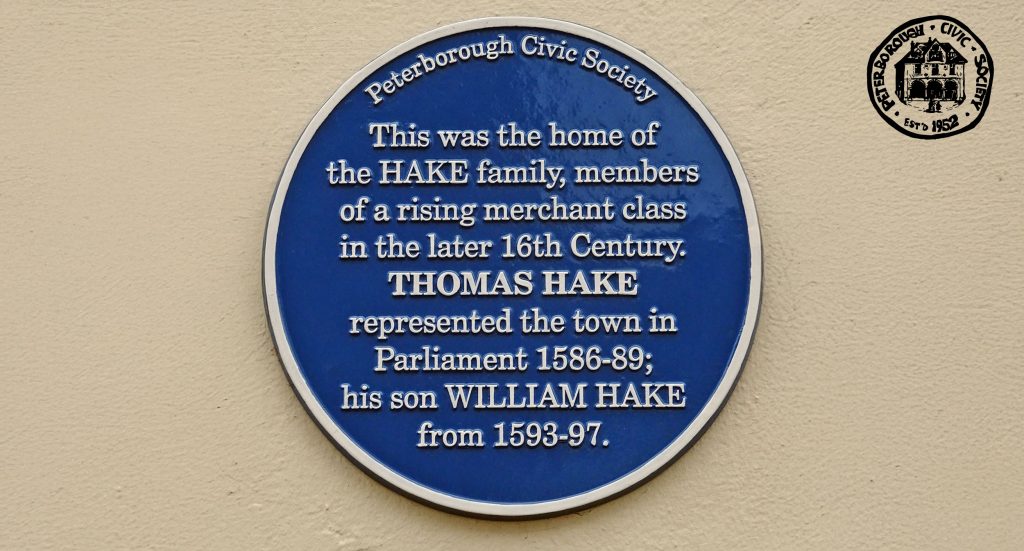 Peterborough Civic Society
This was the home of
the HAKE family, members
of a rising merchant class
in the later 16th Century.
THOMAS HAKE
represented the town in
Parliament 1586-89;
his son WILLIAM HAKE
from 1593-97.
PETERBOROUGH · CIVIC · SOCIETY
· EST'D 1952 ·